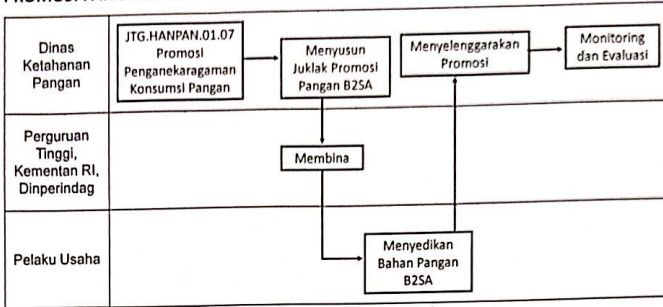 Dinas
Ketahanan
Pangan
JTG.HANPAN.01.07
Promosi
Penganekaragaman
Konsumsi Pangan
Menyusun
Juklak Promosi
Pangan B2SA
Menyelenggarakan
Promosi
Monitoring
dan Evaluasi
Perguruan
Tinggi,
Kementan RI,
Dinperindag
Membina
Pelaku Usaha
Menyedikan
Bahan Pangan
B2SA